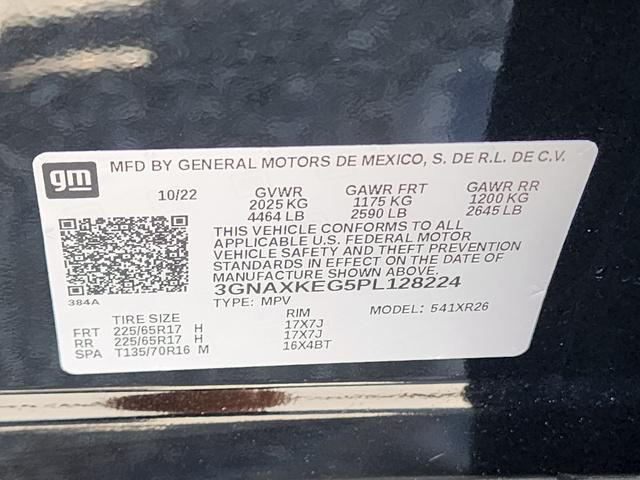 gm
MFD BY GENERAL MOTORS DE MEXICO, S. DE R.L. DE C.V.
10/22 GVWR GAWR FRT GAWR RR
2025 KG 1175 KG 1200 KG
4464 LB 2590 LB 2645 LB
THIS VEHICLE CONFORMS TO ALL
APPLICABLE U.S. FEDERAL MOTOR
VEHICLE SAFETY AND THEFT PREVENTION
STANDARDS IN EFFECT ON THE DATE OF
MANUFACTURE SHOWN ABOVE.
384A
3GNAXKEG5PL128224
TYPE: MPV MODEL: 541XR26
TIRE SIZE RIM
FRT 225/65R17 H 17X7J
RR 225/65R17 H 17X7J
SPA T135/70R16 M 16X4BT